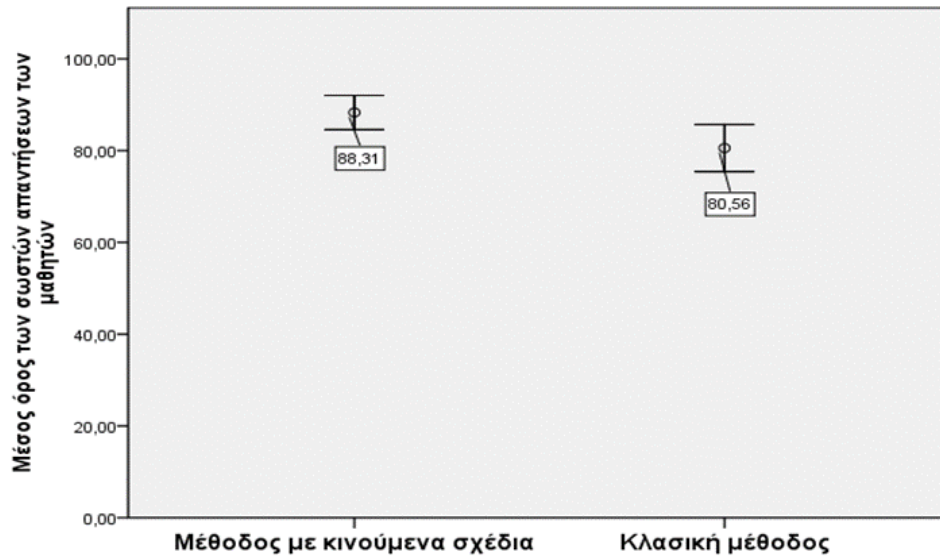 Μέσος όρος των σωστών απαντήσεων των
μαθητών
100,00
80,00
60,00
40,00
20,00
0,00
88,31
80,56
Μέθοδος με κινούμενα σχέδια
Κλασική μέθοδος